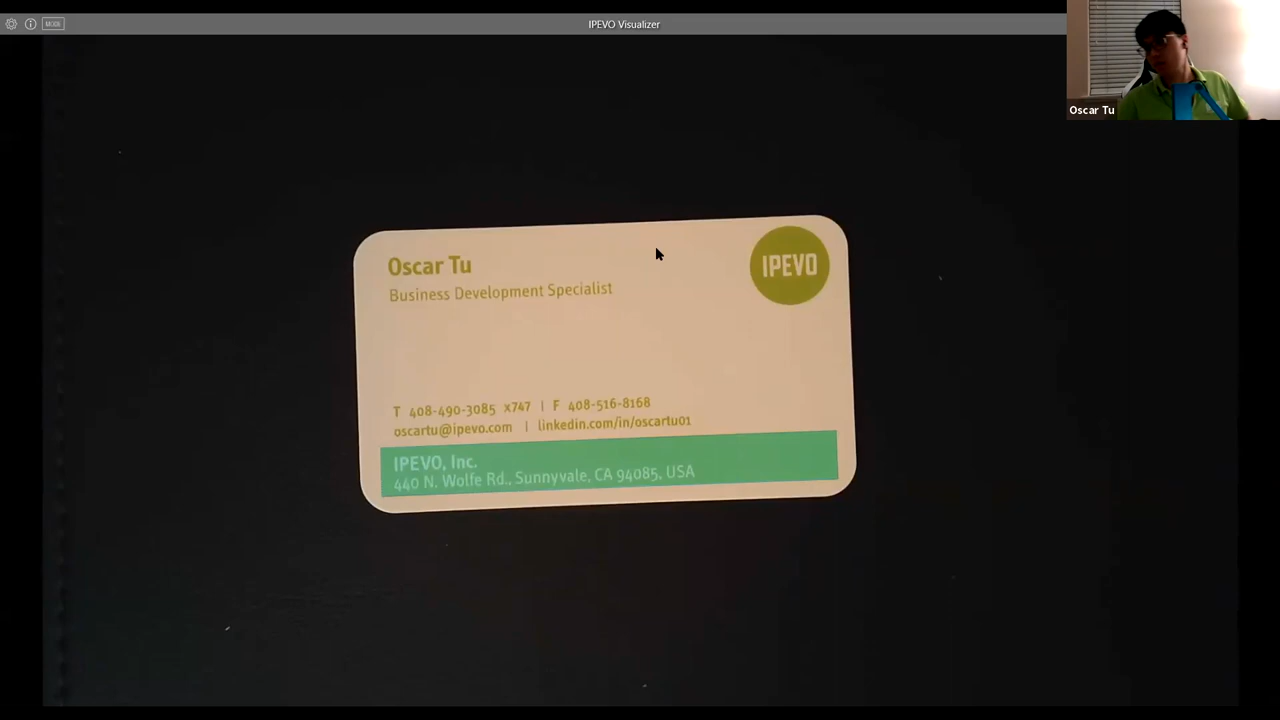 MODE
IPEVO Visualizer
Oscar Tu
Oscar Tu
IPEVO
Business Development Specialist
T 408-490-3085 x747 | F 408-516-8168
oscartu@ipevo.com | linkedin.com/in/oscartu01
IPEVO, Inc.
440 N. Wolfe Rd., Sunnyvale, CA 94085, USA